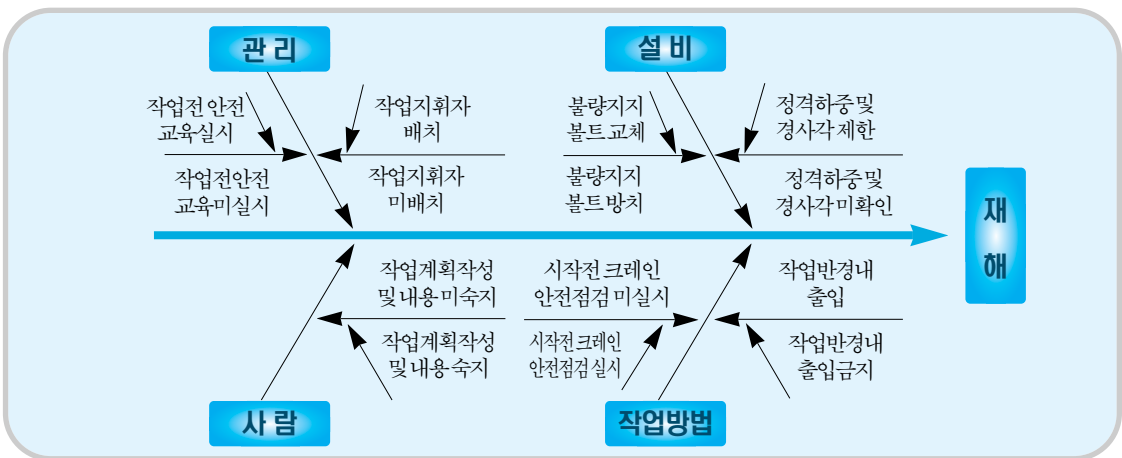 관 리
설 비
작업전 안전
교육실시
작업지휘자
배치
불량지지
볼트 교체
정격하중 및
경사각 제한
작업전안전
교육미실시
작업지휘자
미배치
불량지지
볼트 방치
정격하중 및
경사각 미확인
재
해
작업계획작성
및 내용 미숙지
시작전 크레인
안전점검 미실시
작업반경내
출입
작업계획작성
및 내용 숙지
시작전 크레인
안전점검 실시
작업반경내
출입금지
사 람
작업방법